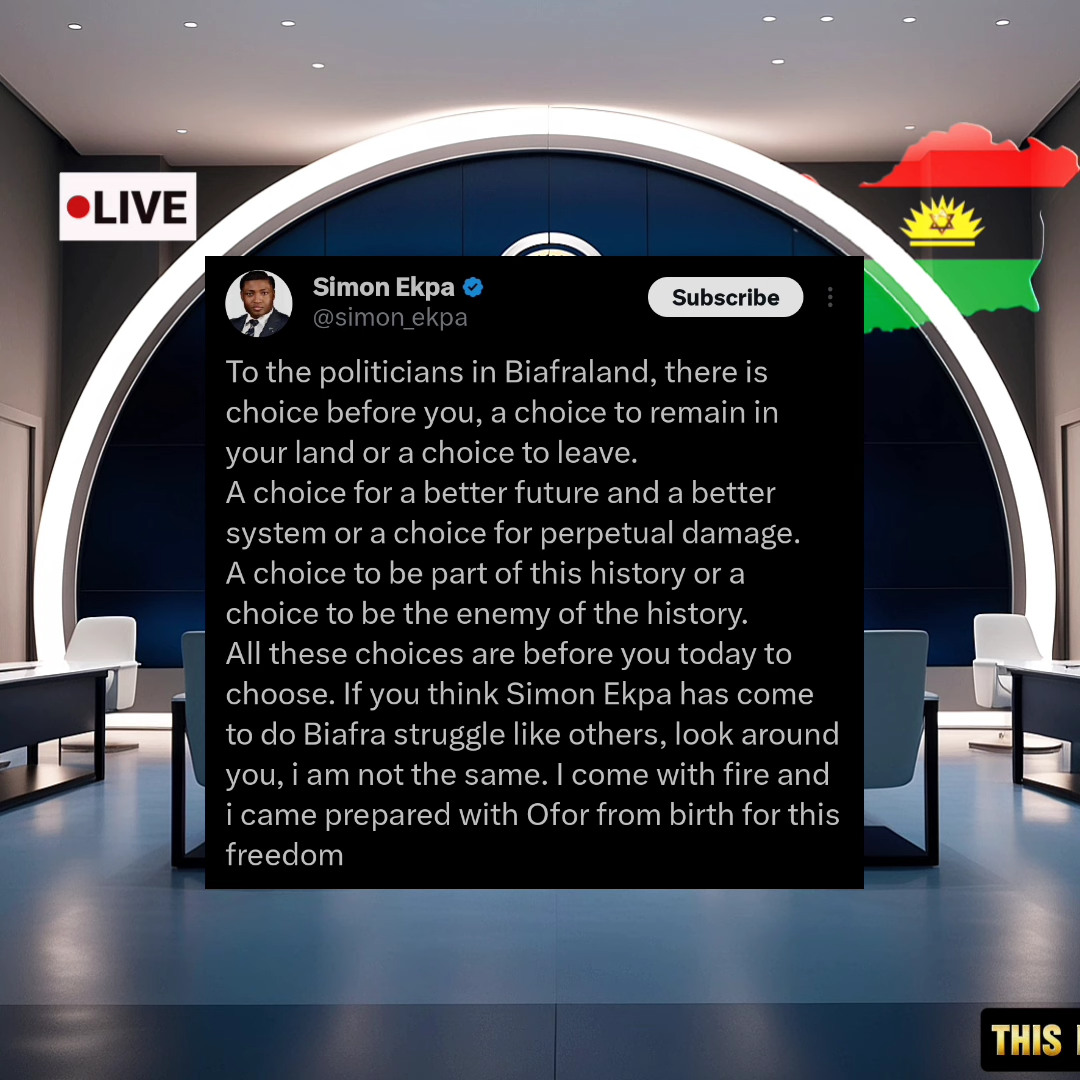 LIVE
Simon Ekpa
@simon_ekpa
Subscribe
To the politicians in Biafraland, there is
choice before you, a choice to remain in
your land or a choice to leave.
A choice for a better future and a better
system or a choice for perpetual damage.
A choice to be part of this history or a
choice to be the enemy of the history.
All these choices are before you today to
choose. If you think Simon Ekpa has come
to do Biafra struggle like others, look around
you, i am not the same. I come with fire and
i came prepared with Ofor from birth for this
freedom
THIS